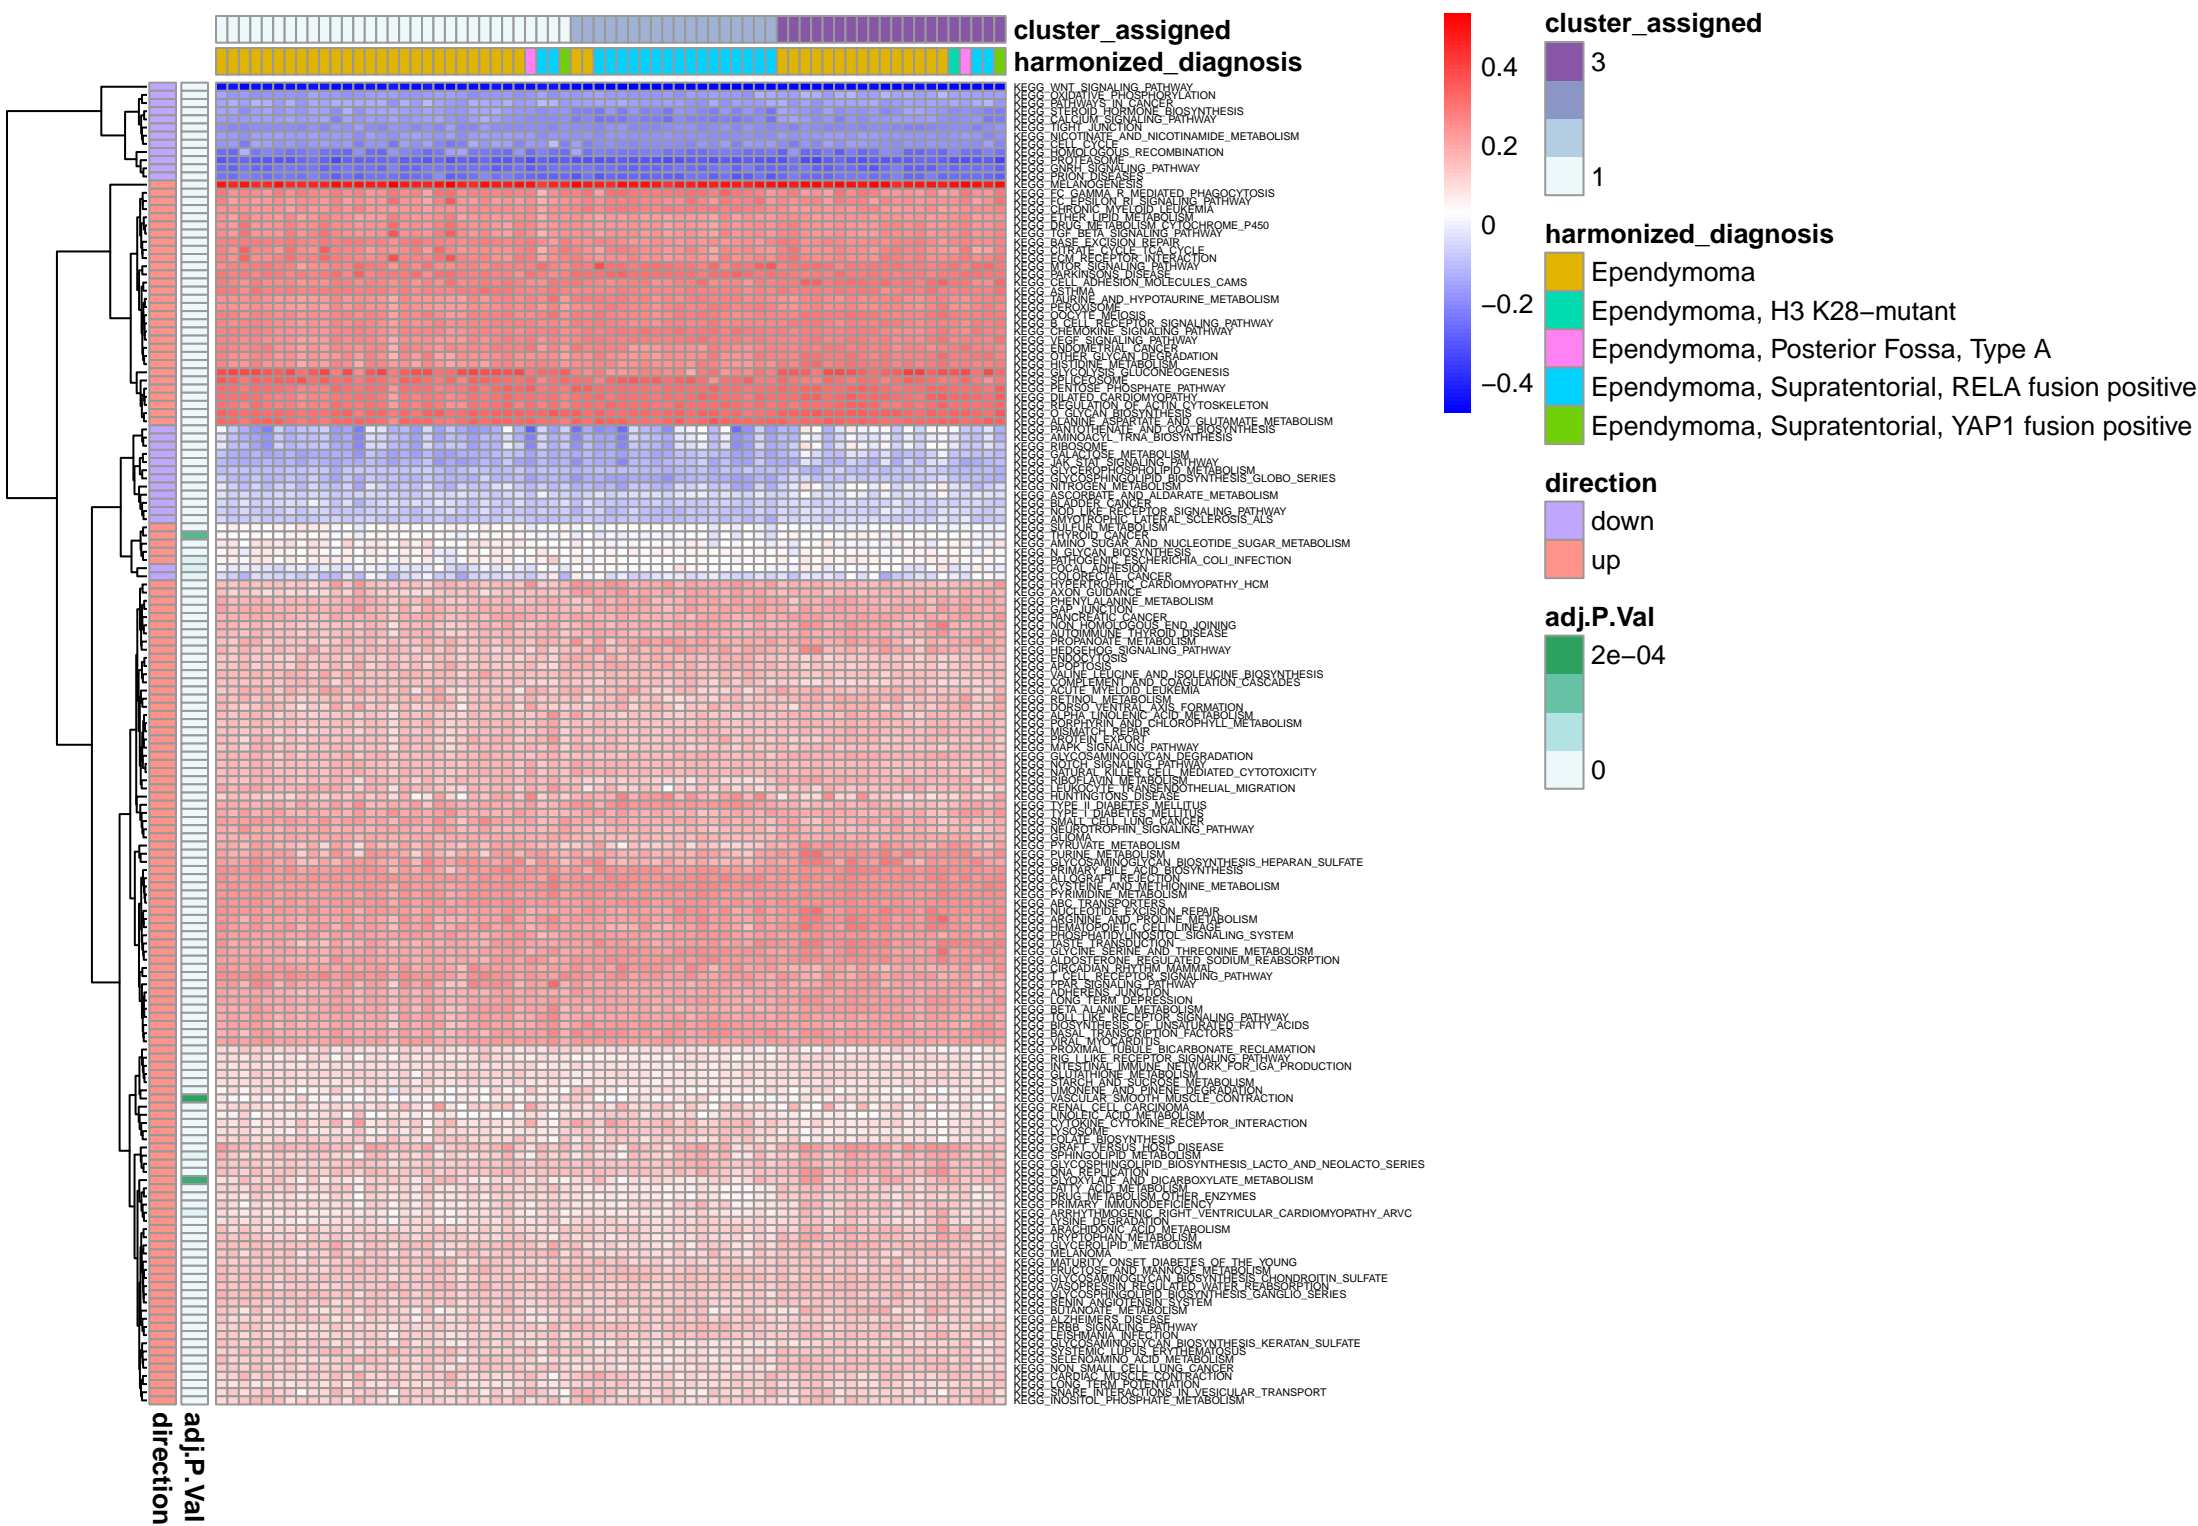 cluster_assigned
harmonized_diagnosis
KEGG_WNT_SIGNALING_PATHWAY
KEGG_OXIDATIVE_PHOSPHORYLATION
KEGG_PATHWAYS_IN_CANCER
KEGG_STEROID_HORMONE_BIOSYNTHESIS
KEGG_CALCIUM_SIGNALING_PATHWAY
KEGG_TIGHT_JUNCTION
KEGG_NICOTINATE_AND_NICOTINAMIDE_METABOLISM
KEGG_CELL_CYCLE
KEGG_HOMOLOGOUS_RECOMBINATION
KEGG_PROTEASOME
KEGG_GNRH_SIGNALING_PATHWAY
KEGG_PRION_DISEASES
KEGG_MELANOGENESIS
KEGG_FC_GAMMA_R_MEDIATED_PHAGOCYTOSIS
KEGG_FC_EPSILON_RI_SIGNALING_PATHWAY
KEGG_CHRONIC_MYELOID_LEUKEMIA
KEGG_ETHER_LIPID_METABOLISM
KEGG_DRUG_METABOLISM_CYTOCHROME_P450
KEGG_TGF_BETA_SIGNALING_PATHWAY
KEGG_BASE_EXCISION_REPAIR
KEGG_CITRATE_CYCLE_TCA_CYCLE
KEGG_ECM_RECEPTOR_INTERACTION
KEGG_MTOR_SIGNALING_PATHWAY
KEGG_PARKINSONS_DISEASE
KEGG_CELL_ADHESION_MOLECULES_CAMS
KEGG_ASTHMA
KEGG_TAURINE_AND_HYPOTAURINE_METABOLISM
KEGG_PEROXISOME
KEGG_OOCYTE_MEIOSIS
KEGG_B_CELL_RECEPTOR_SIGNALING_PATHWAY
KEGG_CHEMOKINE_SIGNALING_PATHWAY
KEGG_VEGF_SIGNALING_PATHWAY
KEGG_ENDOMETRIAL_CANCER
KEGG_OTHER_GLYCAN_DEGRADATION
KEGG_HISTIDINE_METABOLISM
KEGG_GLYCOLYSIS_GLUCONEOGENESIS
KEGG_SPLICEOSOME
KEGG_PENTOSE_PHOSPHATE_PATHWAY
KEGG_DILATED_CARDIOMYOPATHY
KEGG_REGULATION_OF_ACTIN_CYTOSKELETON
KEGG_O_GLYCAN_BIOSYNTHESIS
KEGG_ALANINE_ASPARTATE_AND_GLUTAMATE_METABOLISM
KEGG_PANTOTHENATE_AND_COA_BIOSYNTHESIS
KEGG_AMINOACYL_TRNA_BIOSYNTHESIS
KEGG_RIBOSOME
KEGG_GALACTOSE_METABOLISM
KEGG_JAK_STAT_SIGNALING_PATHWAY
KEGG_GLYCEROPHOSPHOLIPID_METABOLISM
KEGG_GLYCOSPHINGOLIPID_BIOSYNTHESIS_GLOBO_SERIES
KEGG_NITROGEN_METABOLISM
KEGG_ASCORBATE_AND_ALDARATE_METABOLISM
KEGG_BLADDER_CANCER
KEGG_NOD_LIKE_RECEPTOR_SIGNALING_PATHWAY
KEGG_AMYOTROPHIC_LATERAL_SCLEROSIS_ALS
KEGG_SULFUR_METABOLISM
KEGG_THYROID_CANCER
KEGG_AMINO_SUGAR_AND_NUCLEOTIDE_SUGAR_METABOLISM
KEGG_N_GLYCAN_BIOSYNTHESIS
KEGG_PATHOGENIC_ESCHERICHIA_COLI_INFECTION
KEGG_FOCAL_ADHESION
KEGG_COLORECTAL_CANCER
KEGG_HYPERTROPHIC_CARDIOMYOPATHY_HCM
KEGG_AXON_GUIDANCE
KEGG_PHENYLALANINE_METABOLISM
KEGG_GAP_JUNCTION
KEGG_PANCREATIC_CANCER
KEGG_NON_HOMOLOGOUS_END_JOINING
KEGG_AUTOIMMUNE_THYROID_DISEASE
KEGG_PROPANOATE_METABOLISM
KEGG_HEDGEHOG_SIGNALING_PATHWAY
KEGG_ENDOCYTOSIS
KEGG_APOPTOSIS
KEGG_VALINE_LEUCINE_AND_ISOLEUCINE_BIOSYNTHESIS
KEGG_COMPLEMENT_AND_COAGULATION_CASCADES
KEGG_ACUTE_MYELOID_LEUKEMIA
KEGG_RETINOL_METABOLISM
KEGG_DORSO_VENTRAL_AXIS_FORMATION
KEGG_ALPHA_LINOLENIC_ACID_METABOLISM
KEGG_PORPHYRIN_AND_CHLOROPHYLL_METABOLISM
KEGG_MISMATCH_REPAIR
KEGG_PROTEIN_EXPORT
KEGG_MAPK_SIGNALING_PATHWAY
KEGG_GLYCOSAMINOGLYCAN_DEGRADATION
KEGG_NOTCH_SIGNALING_PATHWAY
KEGG_NATURAL_KILLER_CELL_MEDIATED_CYTOTOXICITY
KEGG_RIBOFLAVIN_METABOLISM
KEGG_LEUKOCYTE_TRANSENDOTHELIAL_MIGRATION
KEGG_HUNTINGTONS_DISEASE
KEGG_TYPE_II_DIABETES_MELLITUS
KEGG_TYPE_I_DIABETES_MELLITUS
KEGG_SMALL_CELL_LUNG_CANCER
KEGG_NEUROTROPHIN_SIGNALING_PATHWAY
KEGG_GLIOMA
KEGG_PYRUVATE_METABOLISM
KEGG_PURINE_METABOLISM
KEGG_GLYCOSAMINOGLYCAN_BIOSYNTHESIS_HEPARAN_SULFATE
KEGG_PRIMARY_BILE_ACID_BIOSYNTHESIS
KEGG_ALLOGRAFT_REJECTION
KEGG_CYSTEINE_AND_METHIONINE_METABOLISM
KEGG_PYRIMIDINE_METABOLISM
KEGG_ABC_TRANSPORTERS
KEGG_NUCLEOTIDE_EXCISION_REPAIR
KEGG_ARGININE_AND_PROLINE_METABOLISM
KEGG_HEMATOPOIETIC_CELL_LINEAGE
KEGG_PHOSPHATIDYLINOSITOL_SIGNALING_SYSTEM
KEGG_TASTE_TRANSDUCTION
KEGG_GLYCINE_SERINE_AND_THREONINE_METABOLISM
KEGG_ALDOSTERONE_REGULATED_SODIUM_REABSORPTION
KEGG_CIRCADIAN_RHYTHM_MAMMAL
KEGG_T_CELL_RECEPTOR_SIGNALING_PATHWAY
KEGG_PPAR_SIGNALING_PATHWAY
KEGG_ADHERENS_JUNCTION
KEGG_LONG_TERM_DEPRESSION
KEGG_BETA_ALANINE_METABOLISM
KEGG_TOLL_LIKE_RECEPTOR_SIGNALING_PATHWAY
KEGG_BIOSYNTHESIS_OF_UNSATURATED_FATTY_ACIDS
KEGG_BASAL_TRANSCRIPTION_FACTORS
KEGG_VIRAL_MYOCARDITIS
KEGG_PROXIMAL_TUBULE_BICARBONATE_RECLAMATION
KEGG_RIG_I_LIKE_RECEPTOR_SIGNALING_PATHWAY
KEGG_INTESTINAL_IMMUNE_NETWORK_FOR_IGA_PRODUCTION
KEGG_GLUTATHIONE_METABOLISM
KEGG_STARCH_AND_SUCROSE_METABOLISM
KEGG_LIMONENE_AND_PINENE_DEGRADATION
KEGG_VASCULAR_SMOOTH_MUSCLE_CONTRACTION
KEGG_RENAL_CELL_CARCINOMA
KEGG_LINOLEIC_ACID_METABOLISM
KEGG_CYTOKINE_CYTOKINE_RECEPTOR_INTERACTION
KEGG_LYSOSOME
KEGG_FOLATE_BIOSYNTHESIS
KEGG_GRAFT_VERSUS_HOST_DISEASE
KEGG_SPHINGOLIPID_METABOLISM
KEGG_GLYCOSPHINGOLIPID_BIOSYNTHESIS_LACTO_AND_NEOLACTO_SERIES
KEGG_DNA_REPLICATION
KEGG_GLYOXYLATE_AND_DICARBOXYLATE_METABOLISM
KEGG_FATTY_ACID_METABOLISM
KEGG_DRUG_METABOLISM_OTHER_ENZYMES
KEGG_PRIMARY_IMMUNODEFICIENCY
KEGG_ARRHYTHMOGENIC_RIGHT_VENTRICULAR_CARDIOMYOPATHY_ARVC
KEGG_LYSINE_DEGRADATION
KEGG_ARACHIDONIC_ACID_METABOLISM
KEGG_TRYPTOPHAN_METABOLISM
KEGG_GLYCEROLIPID_METABOLISM
KEGG_MELANOMA
KEGG_MATURITY_ONSET_DIABETES_OF_THE_YOUNG
KEGG_FRUCTOSE_AND_MANNOSE_METABOLISM
KEGG_GLYCOSAMINOGLYCAN_BIOSYNTHESIS_CHONDROITIN_SULFATE
KEGG_VASOPRESSIN_REGULATED_WATER_REABSORPTION
KEGG_GLYCOSPHINGOLIPID_BIOSYNTHESIS_GANGLIO_SERIES
KEGG_RENIN_ANGIOTENSIN_SYSTEM
KEGG_BUTANOATE_METABOLISM
KEGG_ALZHEIMERS_DISEASE
KEGG_ERBB_SIGNALING_PATHWAY
KEGG_LEISHMANIA_INFECTION
KEGG_GLYCOSAMINOGLYCAN_BIOSYNTHESIS_KERATAN_SULFATE
KEGG_SYSTEMIC_LUPUS_ERYTHEMATOSUS
KEGG_SELENOAMINO_ACID_METABOLISM
KEGG_NON_SMALL_CELL_LUNG_CANCER
KEGG_CARDIAC_MUSCLE_CONTRACTION
KEGG_LONG_TERM_POTENTIATION
KEGG_SNARE_INTERACTIONS_IN_VESICULAR_TRANSPORT
KEGG_INOSITOL_PHOSPHATE_METABOLISM
direction
adj.P.Val
0.4
0.2
0
−0.2
−0.4
cluster_assigned
3
1
harmonized_diagnosis
Ependymoma
Ependymoma, H3 K28−mutant
Ependymoma, Posterior Fossa, Type A
Ependymoma, Supratentorial, RELA fusion positive
Ependymoma, Supratentorial, YAP1 fusion positive
direction
down
up
adj.P.Val
2e−04
0